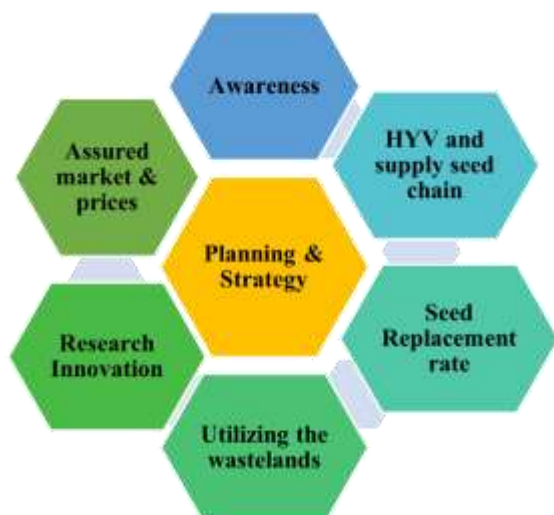 Awareness
HYV and
supply seed
chain
Assured
market &
prices
Planning &
Strategy
Seed
Replacement
rate
Research
Innovation
Utilizing the
wastelands